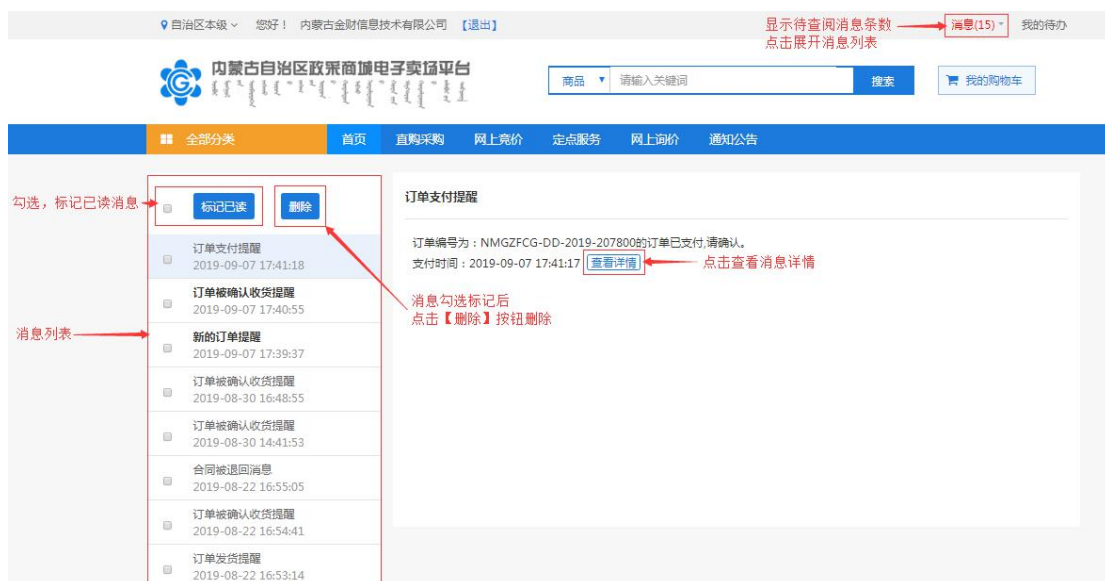 自治区本级 您好！ 内蒙古金财信息技术有限公司 【退出】
显示待查阅消息条数
点击展开消息列表
消息(15) 我的待办
内蒙古自治区政采商城电子卖场平台
商品 请输入关键词 搜索 我的购物车
全部分类 首页 直购采购 网上竞价 定点服务 网上询价 通知公告
勾选，标记已读消息
标记已读 删除
订单支付提醒
订单支付提醒
2019-09-07 17:41:18
订单编号为：NMGZFCG-DD-2019-207800的订单已支付,请确认。
支付时间：2019-09-07 17:41:17 查看详情
点击查看消息详情
订单被确认收货提醒
2019-09-07 17:40:55
消息勾选标记后
点击【删除】按钮删除
消息列表
新的订单提醒
2019-09-07 17:39:37
订单被确认收货提醒
2019-08-30 16:48:55
订单被确认收货提醒
2019-08-30 14:41:53
合同被退回消息
2019-08-22 16:55:05
订单被确认收货提醒
2019-08-22 16:54:41
订单发货提醒
2019-08-22 16:53:14